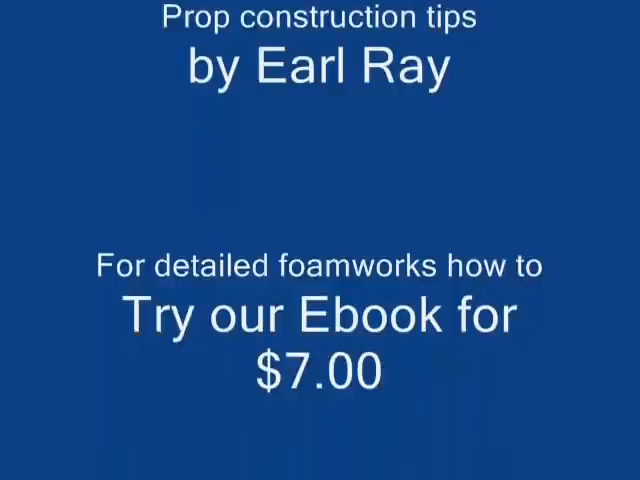 Prop construction tips
by Earl Ray
For detailed foamworks how to
Try our Ebook for
$7.00